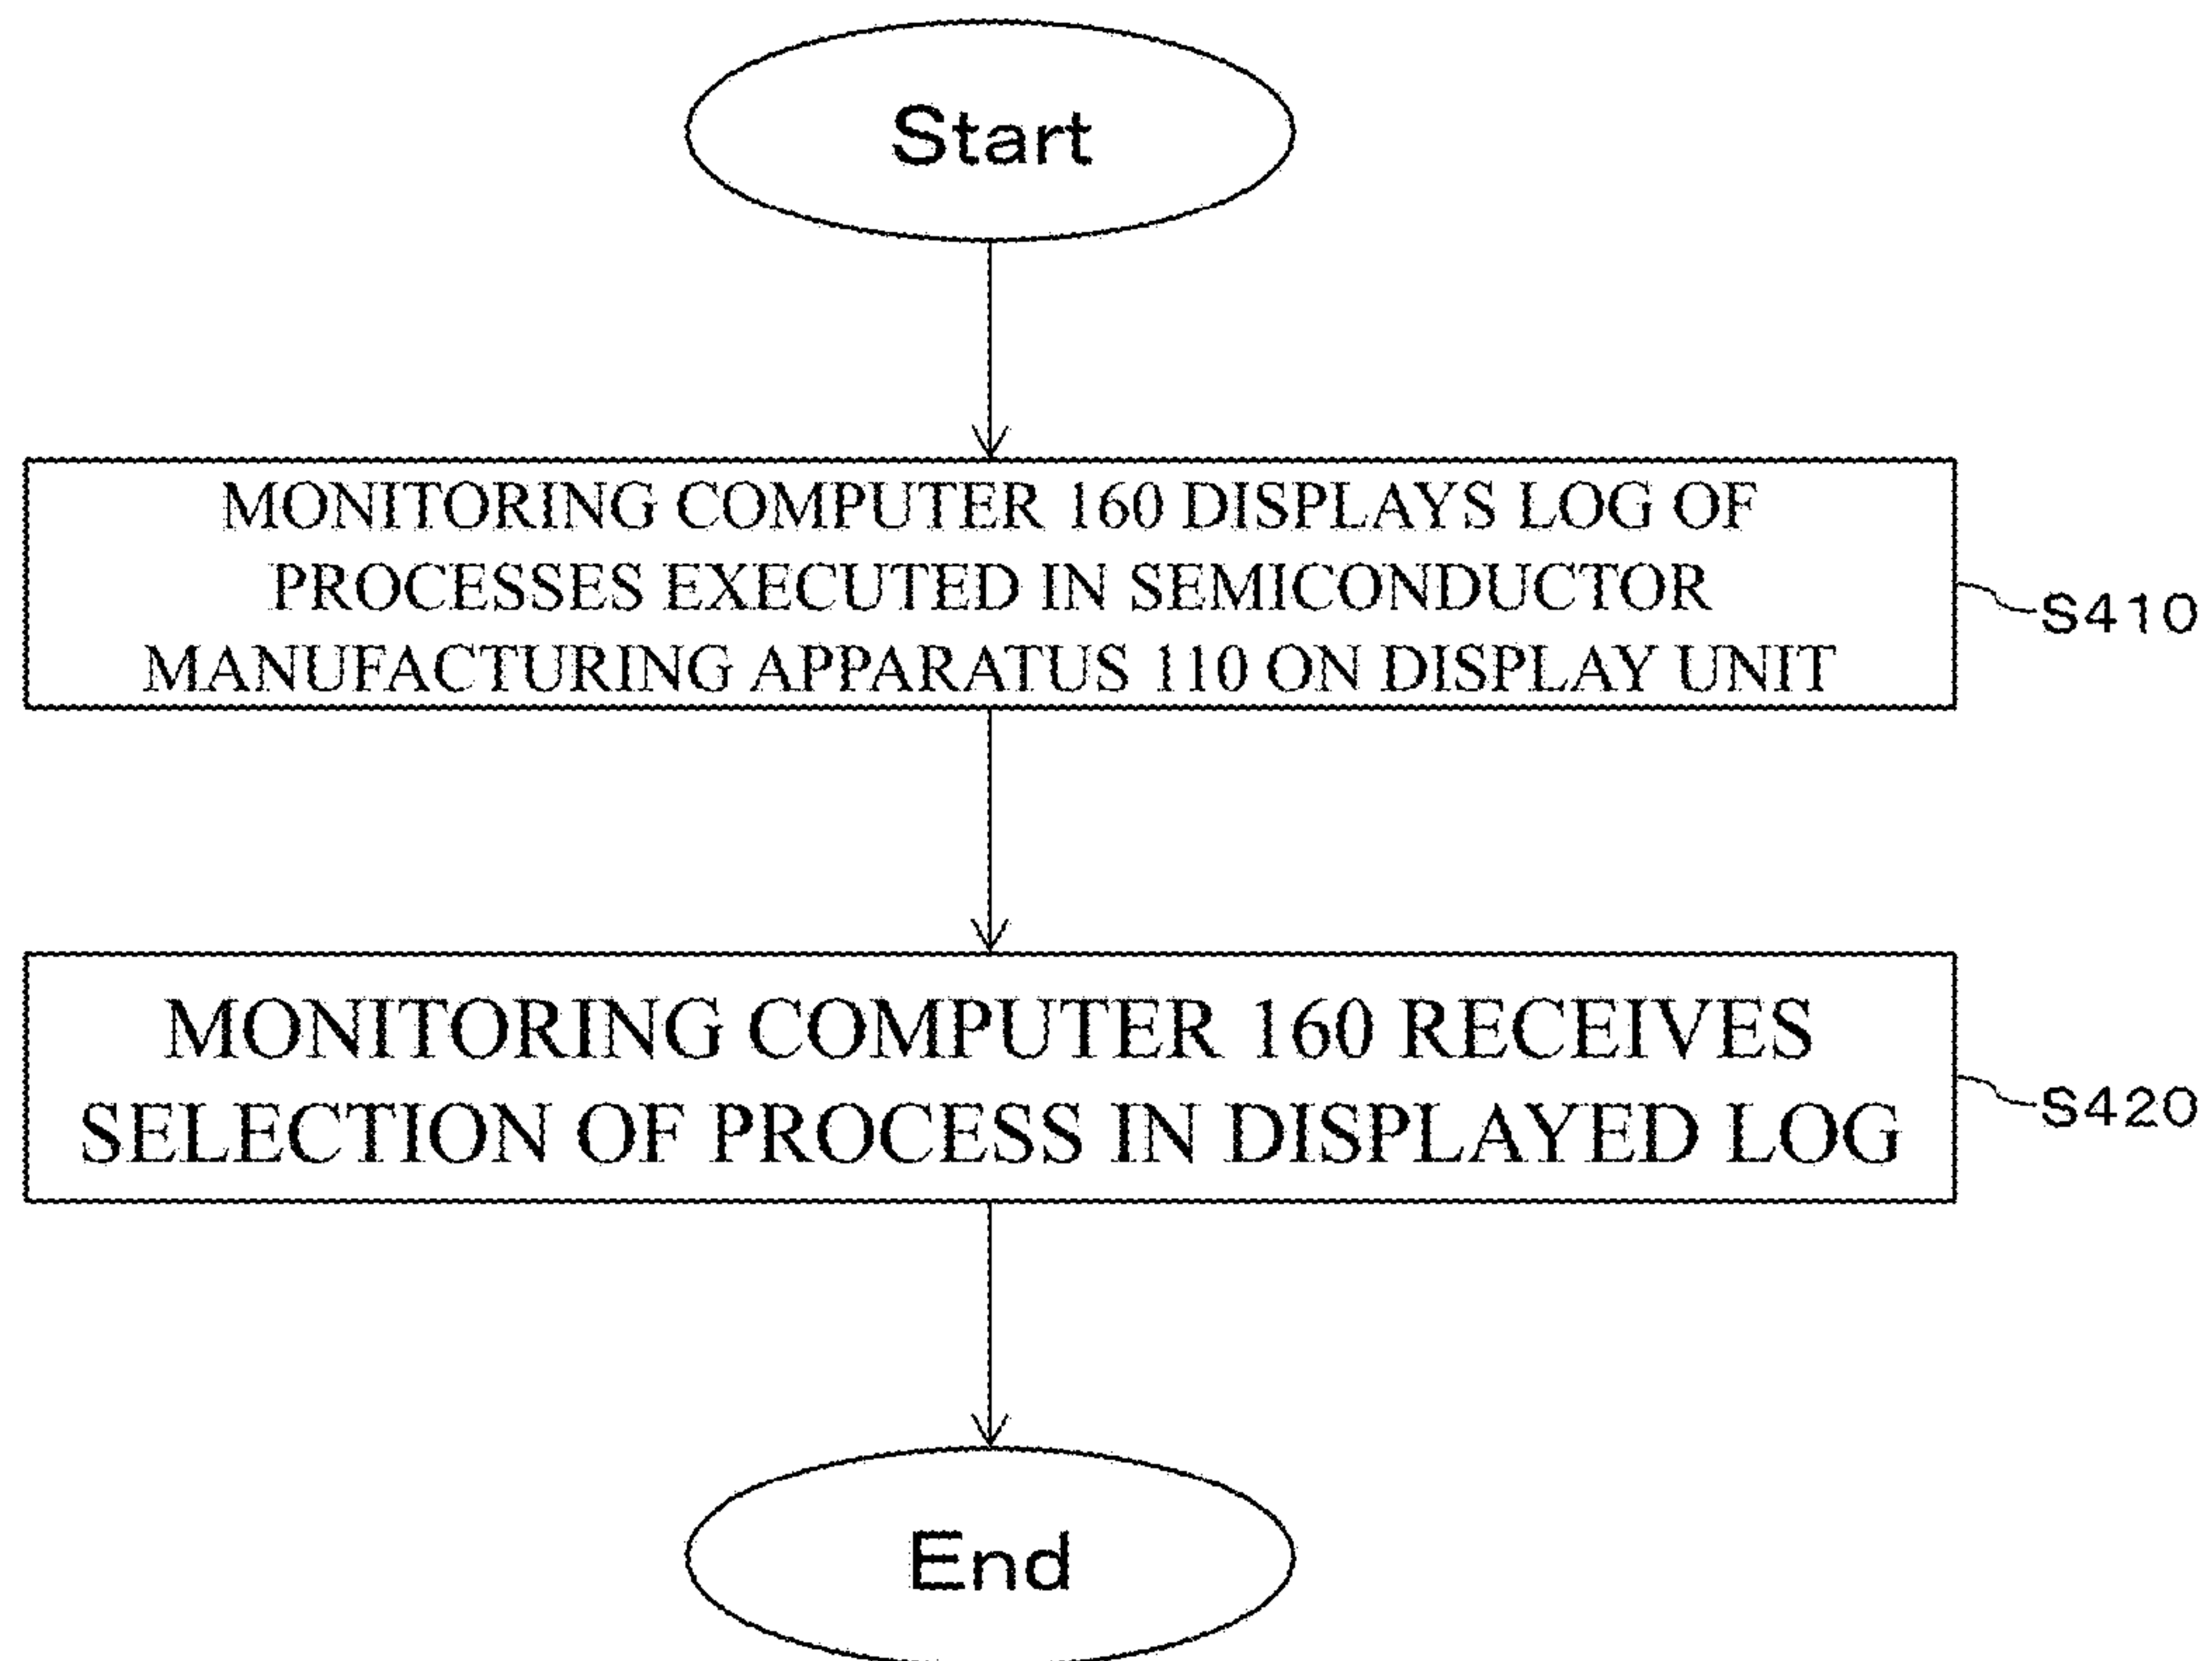 Start
MONITORING COMPUTER 160 DISPLAYS LOG OF
PROCESSES EXECUTED IN SEMICONDUCTOR
MANUFACTURING APPARATUS 110 ON DISPLAY UNIT
S410
MONITORING COMPUTER 160 RECEIVES
SELECTION OF PROCESS IN DISPLAYED LOG
S420
End